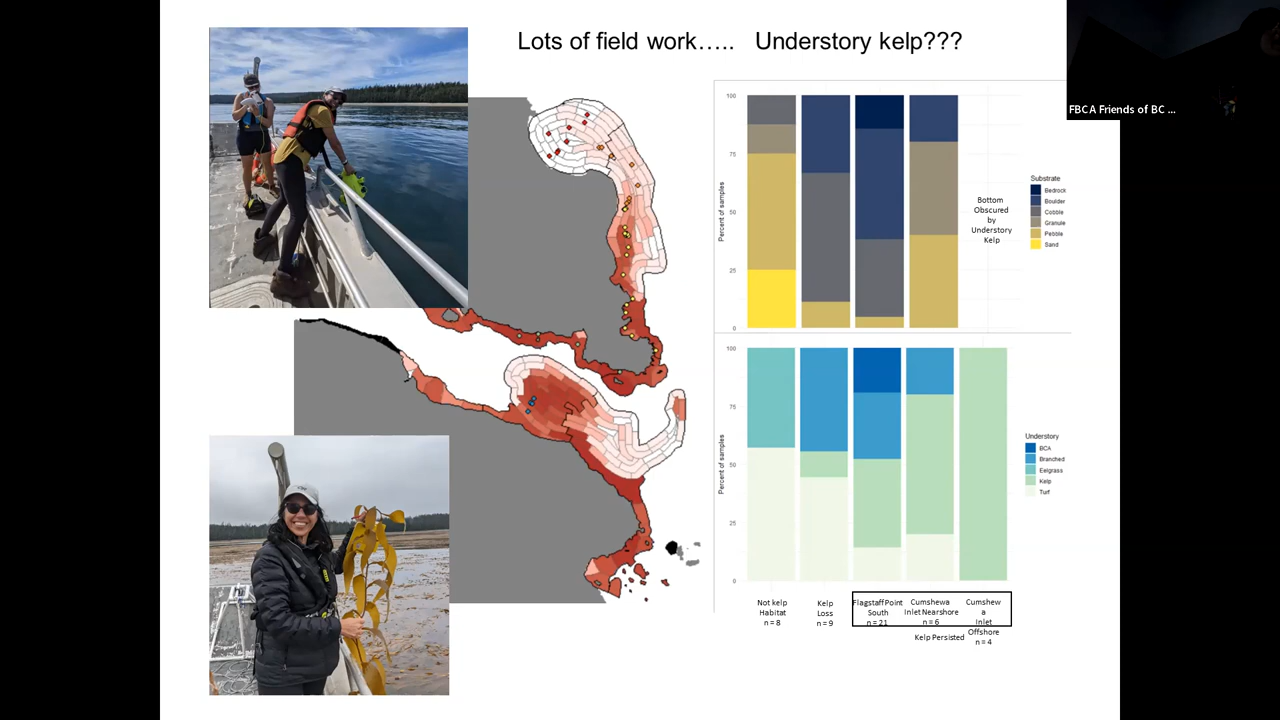 Lots of field work….. Understory kelp???
FBCA Friends of BC ...
100
75
50
25
0
Percent of samples
Bottom
Obscured
by
Understory
Kelp
Substrate
Bedrock
Boulder
Cobble
Granule
Pebble
Sand
100
75
50
25
0
Percent of samples
Understory
BCA
Branched
Eelgrass
Kelp
Turf
Not kelp
Habitat
n = 8
Kelp
Loss
n = 9
Flagstaff Point
South
n = 21
Cumshewa
Inlet Nearshore
n = 6
Cumshew
a
Inlet
Offshore
n = 4
Kelp Persisted